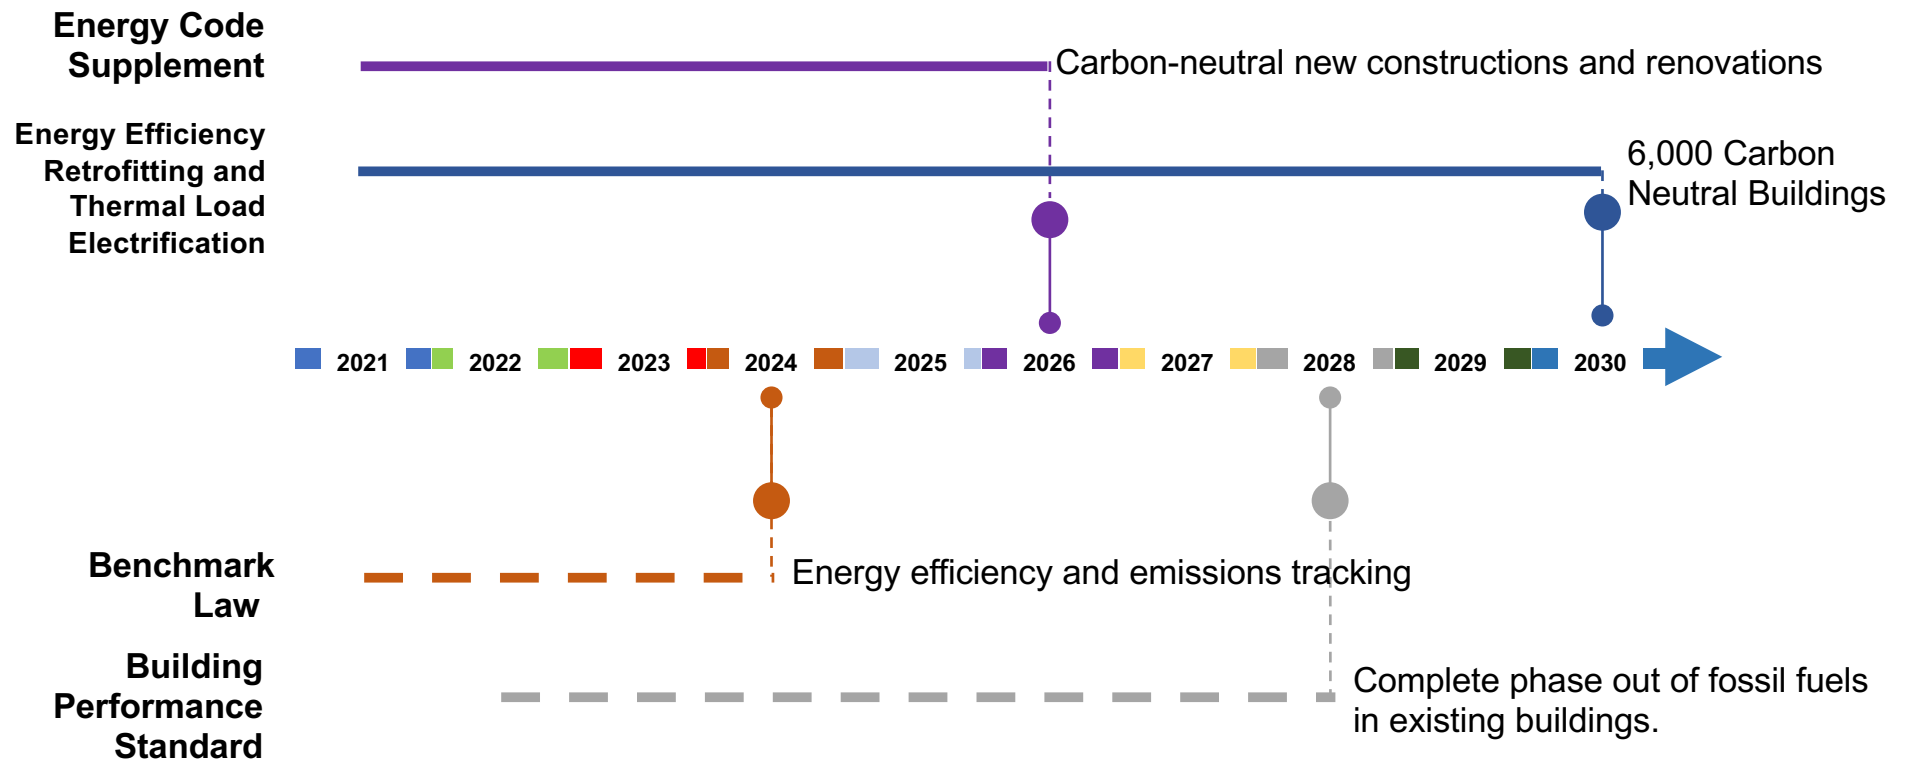 Energy Code
Supplement
Carbon-neutral new constructions and renovations
Energy Efficiency
Retrofitting and
Thermal Load
Electrification
6,000 Carbon
Neutral Buildings
2021 2022 2023 2024 2025 2026 2027 2028 2029 2030
Benchmark
Law
Energy efficiency and emissions tracking
Building
Performance
Standard
Complete phase out of fossil fuels
in existing buildings.